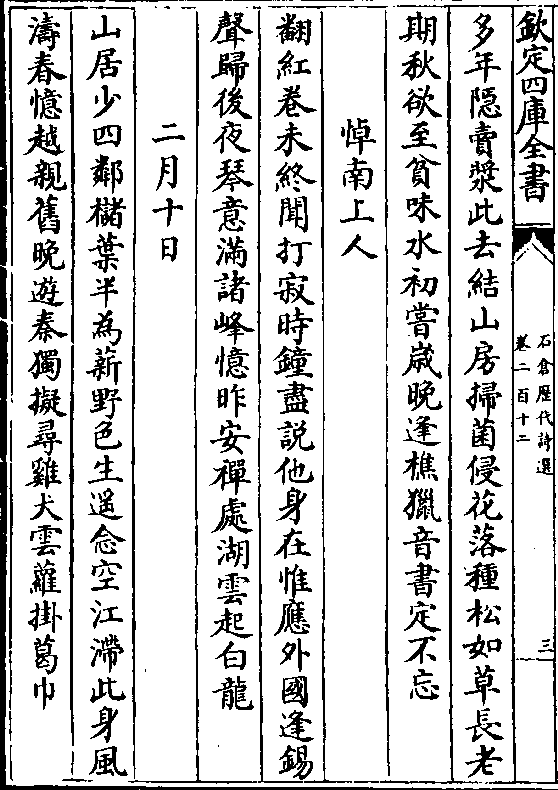 欽定四庫全書
石倉歷代詩選
卷二百十二
三
多年隠賣漿此去結山房掃菌侵花落種松如草長老
期秋欲至貧味水初嘗嵗晚逢樵獵音書定不忘
悼南上人
翻紅卷未終聞打寂時鐘盡説他身在惟應外國逢錫
聲歸後夜琴意滿諸峰憶昨安禪處湖雲起白龍
二月十日
山居少四鄰櫧葉半為薪野色生遥念空江滯此身風
濤春憶越親舊晚遊秦獨擬尋雞犬雲蘿掛葛巾